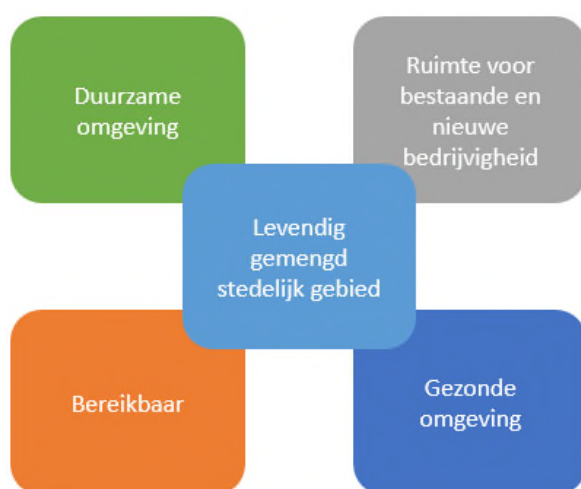 Duurzame
omgeving
Ruimte voor
bestaande en
nieuwe
bedrijvigheid
Levendig
gemengd
stedelijk gebied
Bereikbaar
Gezonde
omgeving